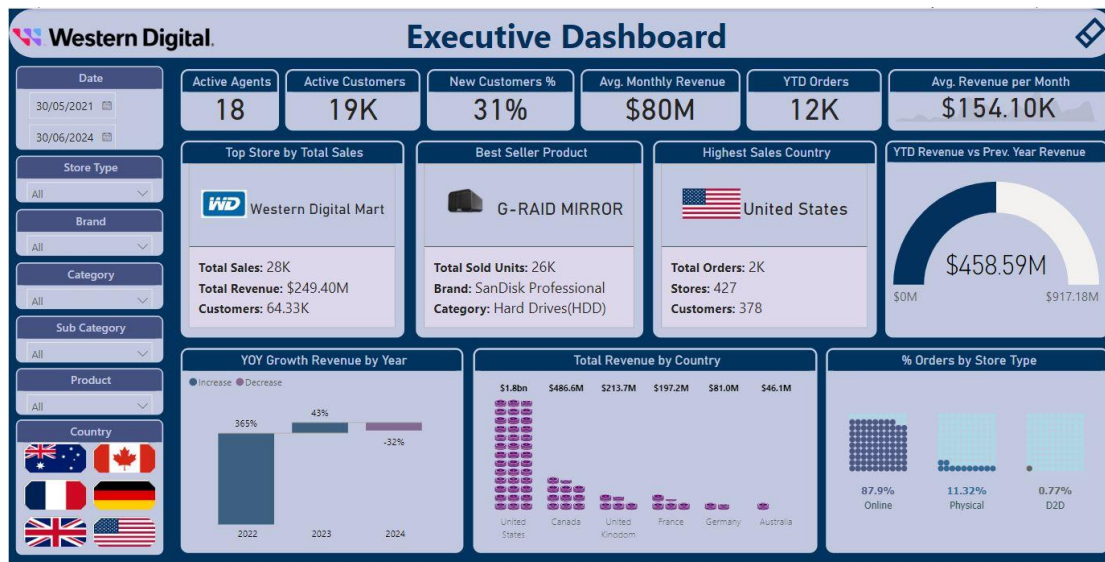 Western Digital.
Executive Dashboard
Date
30/05/2021
30/06/2024
Store Type
All
Brand
All
Category
All
Sub Category
All
Product
All
Country
Active Agents
18
Active Customers
19K
New Customers %
31%
Avg. Monthly Revenue
$80M
YTD Orders
12K
Avg. Revenue per Month
$154.10K
Top Store by Total Sales
WD
Western Digital Mart
Total Sales: 28K
Total Revenue: $249.40M
Customers: 64.33K
Best Seller Product
G-RAID MIRROR
Total Sold Units: 26K
Brand: SanDisk Professional
Category: Hard Drives(HDD)
Highest Sales Country
United States
Total Orders: 2K
Stores: 427
Customers: 378
YTD Revenue vs Prev. Year Revenue
$458.59M
$0M
$917.18M
YOY Growth Revenue by Year
Increase Decrease
365%
43%
-32%
2022 2023 2024
Total Revenue by Country
$1.8bn $486.6M $213.7M $197.2M $81.0M $46.1M
United Canada United France Germany Australia
States Kingdom
% Orders by Store Type
87.9% 11.32% 0.77%
Online Physical D2D